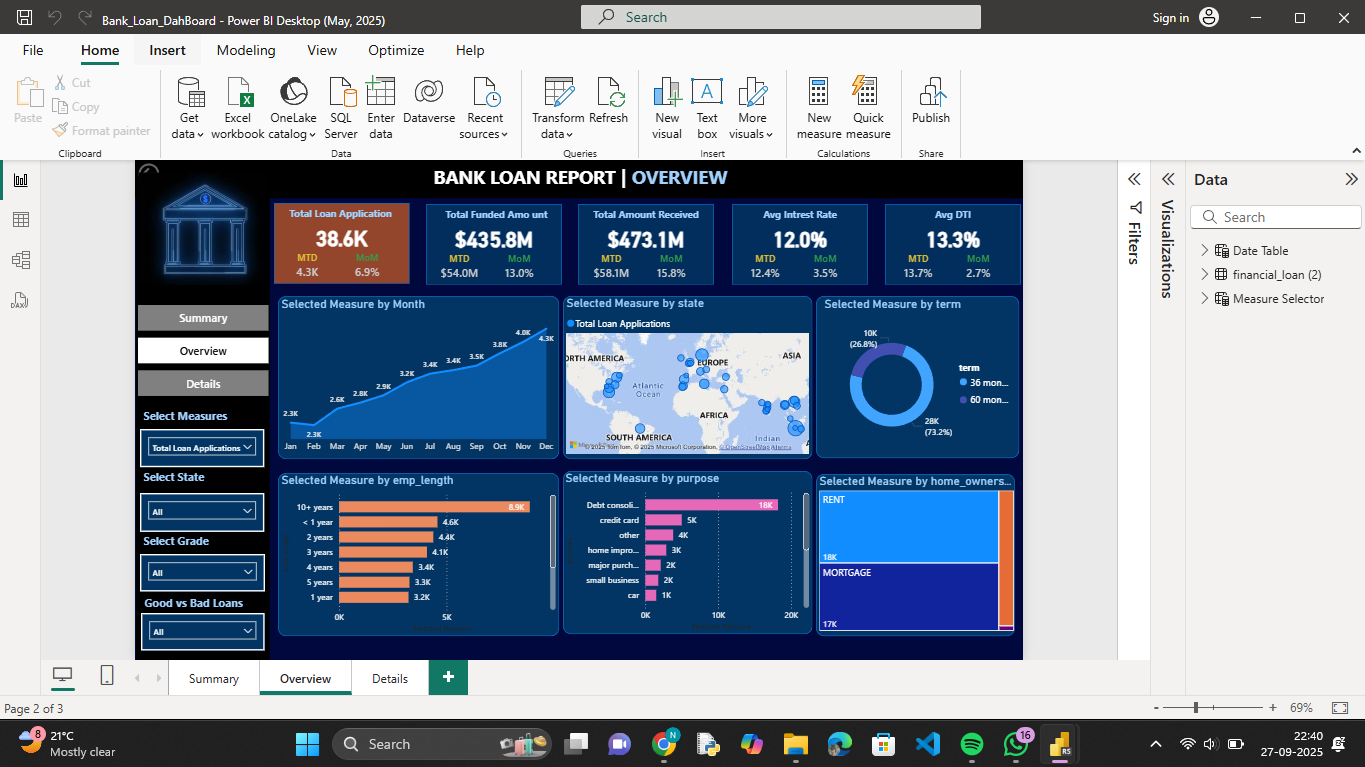 Bank_Loan_DahBoard - Power BI Desktop (May, 2025)
Search
Sign in
File Home Insert Modeling View Optimize Help
Paste
Cut
Copy
Format painter
Clipboard
Get data
Excel workbook
OneLake catalog
SQL Server
Enter data
Dataverse
Recent sources
Data
Transform data
Refresh
Queries
New visual
Text box
More visuals
Insert
New measure
Quick measure
Calculations
Publish
Share
BANK LOAN REPORT | OVERVIEW
Total Loan Application
38.6K
MTD MoM
4.3K 6.9%
Total Funded Amo unt
$435.8M
MTD MoM
$54.0M 13.0%
Total Amount Received
$473.1M
MTD MoM
$58.1M 15.8%
Avg Intrest Rate
12.0%
MTD MoM
12.4% 3.5%
Avg DTI
13.3%
MTD MoM
13.7% 2.7%
Summary
Overview
Details
Select Measures
Total Loan Applications
Select State
All
Select Grade
All
Good vs Bad Loans
All
Selected Measure by Month
2.3K 2.3K 2.6K 2.8K 2.9K 3.2K 3.4K 3.4K 3.5K 3.8K 4.0K 4.3K
Jan Feb Mar Apr May Jun Jul Aug Sep Oct Nov Dec
Selected Measure by state
Total Loan Applications
ORTH AMERICA
EUROPE
ASIA
Atlantic
Ocean
AFRICA
SOUTH AMERICA
Indian
© 2025 TomTom, © 2025 Microsoft Corporation, © OpenStreetMap
Selected Measure by term
10K
(26.8%)
28K
(73.2%)
term
36 mon...
60 mon...
Selected Measure by emp_length
10+ years 8.9K
< 1 year 4.6K
2 years 4.4K
3 years 4.1K
4 years 3.4K
5 years 3.3K
1 year 3.2K
0K 5K
Selected Measure by purpose
Debt consoli... 18K
credit card 5K
other 4K
home impro... 3K
major purch... 2K
small business 2K
car 1K
0K 10K 20K
Selected Measure by home_owners...
RENT
18K
MORTGAGE
17K
Filters
Visualizations
Data
Search
Date Table
financial_loan (2)
Measure Selector
Summary Overview Details
Page 2 of 3
- + 69%
8
21°C
Mostly clear
Search
N
16
RS
22:40
27-09-2025